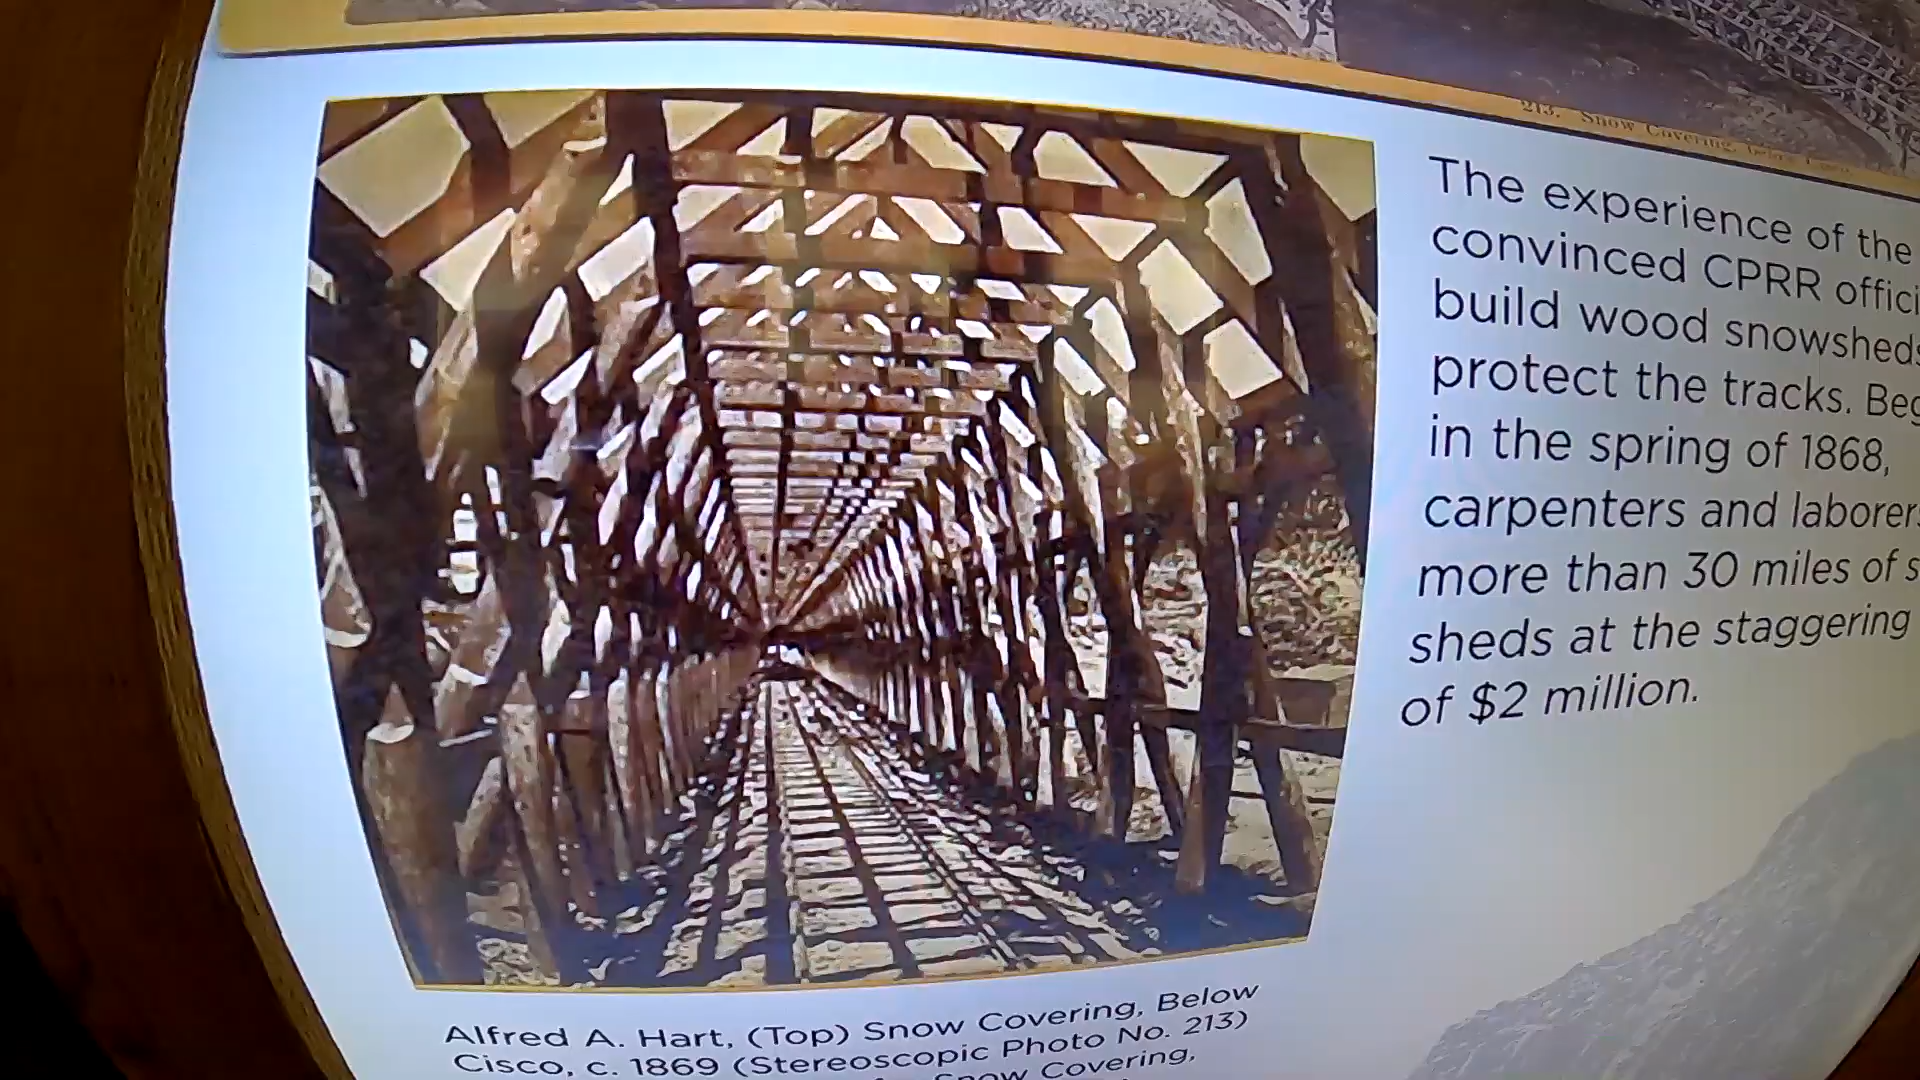 213. Snow Covering, below
The experience of the
convinced CPRR offici
build wood snowsheds
protect the tracks. Beg
in the spring of 1868,
carpenters and laborers
more than 30 miles of s
sheds at the staggering
of $2 million.
Alfred A. Hart, (Top) Snow Covering, Below
Cisco, c. 1869 (Stereoscopic Photo No. 213)
Snow Covering,